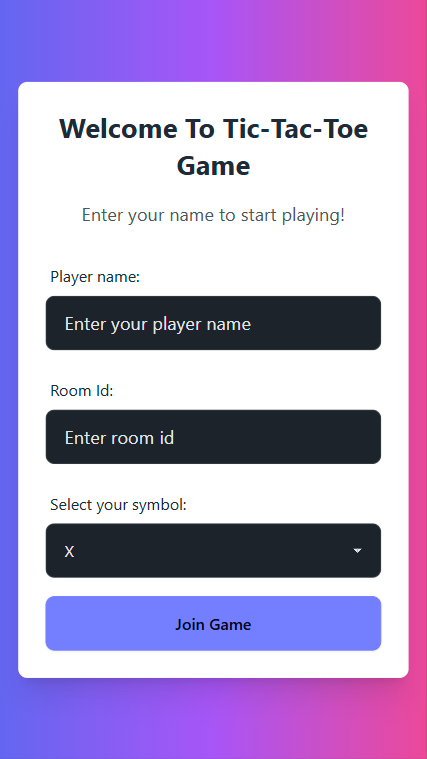 Welcome To Tic-Tac-Toe
Game
Enter your name to start playing!
Player name:
Enter your player name
Room Id:
Enter room id
Select your symbol:
X
Join Game